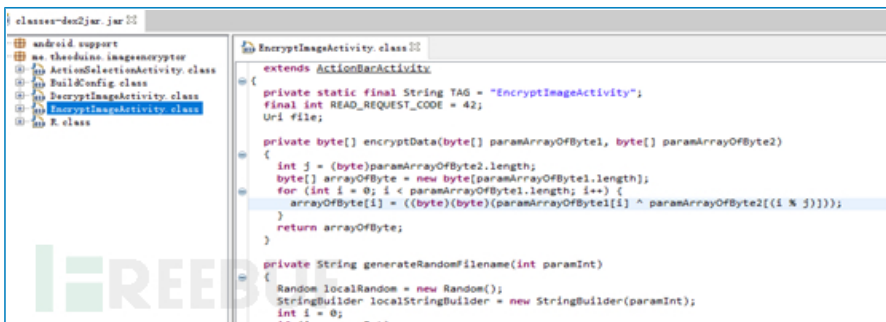 classes-dex2jar.jar
android.support
me.theoduino.imageencryptor
ActionSelectionActivity.class
BuildConfig.class
DecryptImageActivity.class
EncryptImageActivity.class
R.class
EncryptImageActivity.class
extends ActionBarActivity
{
private static final String TAG = "EncryptImageActivity";
final int READ_REQUEST_CODE = 42;
Uri file;
private byte[] encryptData(byte[] paramArrayOfByte1, byte[] paramArrayOfByte2)
{
int j = (byte)paramArrayOfByte2.length;
byte[] arrayOfByte = new byte[paramArrayOfByte1.length];
for (int i = 0; i < paramArrayOfByte1.length; i++) {
arrayOfByte[i] = ((byte)(byte)(paramArrayOfByte1[i] ^ paramArrayOfByte2[(i % j)]));
}
return arrayOfByte;
}
private String generateRandomFilename(int paramInt)
{
Random localRandom = new Random();
StringBuilder localStringBuilder = new StringBuilder(paramInt);
int i = 0;
FREEBUF